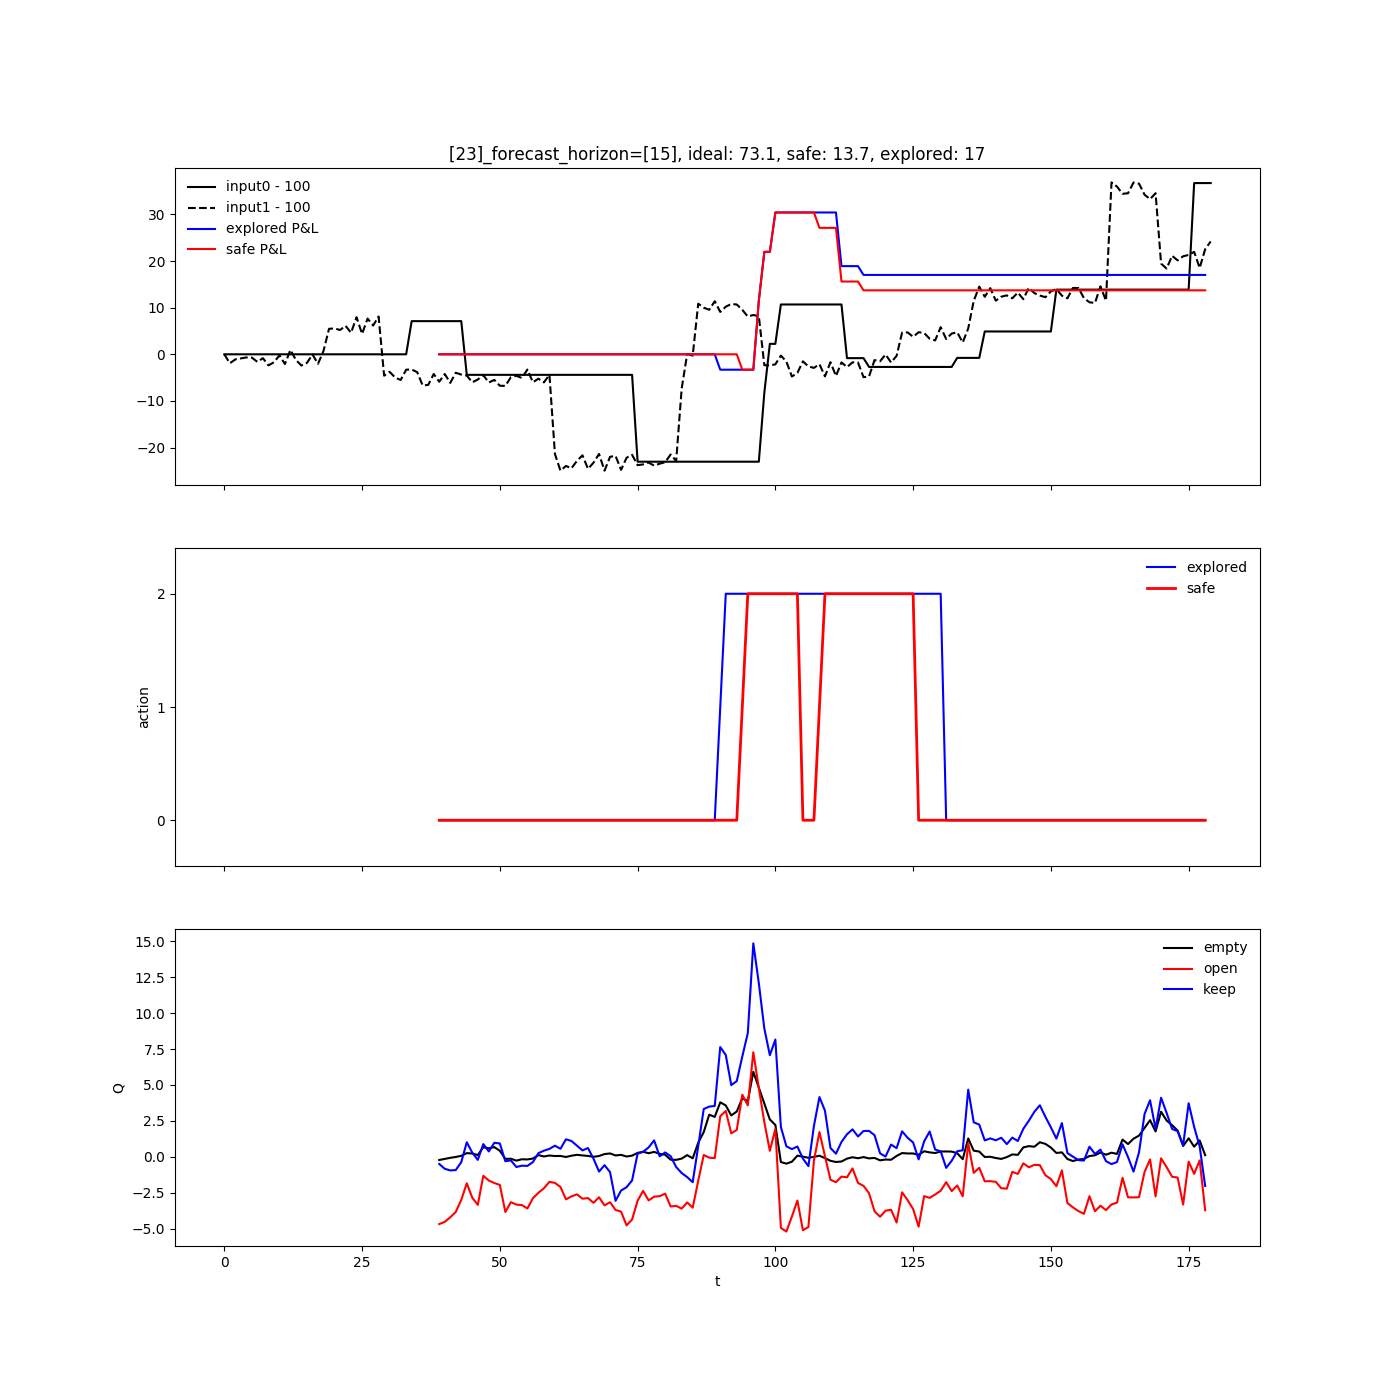 [23]_forecast_horizon=[15], ideal: 73.1, safe: 13.7, explored: 17
input0 - 100
input1 - 100
explored P&L
safe P&L
30
20
10
0
−10
−20
explored
safe
2
1
0
action
empty
open
keep
15.0
12.5
10.0
7.5
5.0
2.5
0.0
−2.5
−5.0
Q
0 25 50 75 100 125 150 175
t